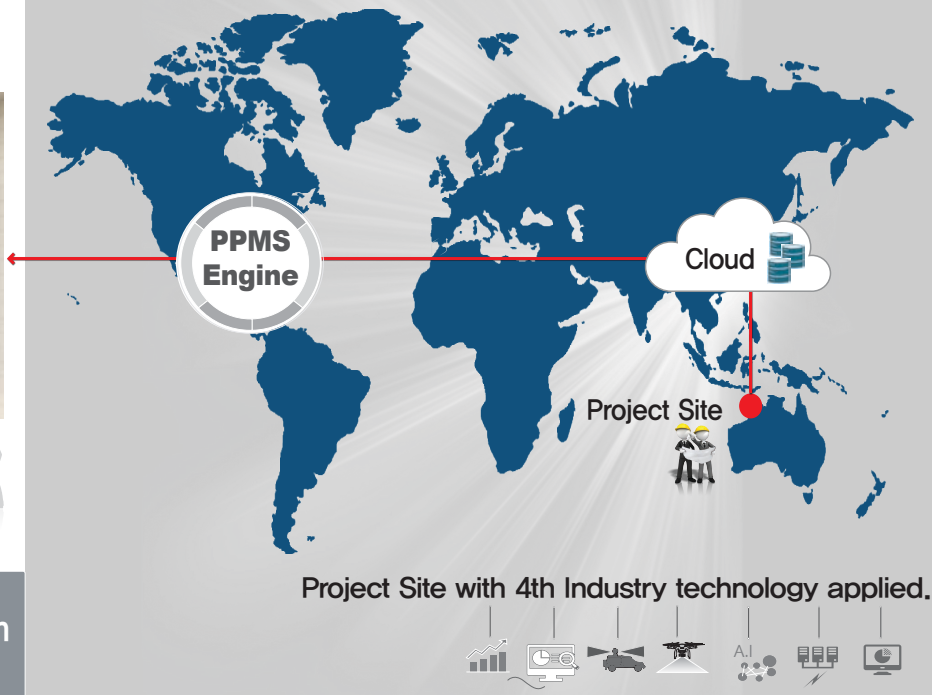 PPMS
Engine
Cloud
Project Site
Project Site with 4th Industry technology applied.
A.I